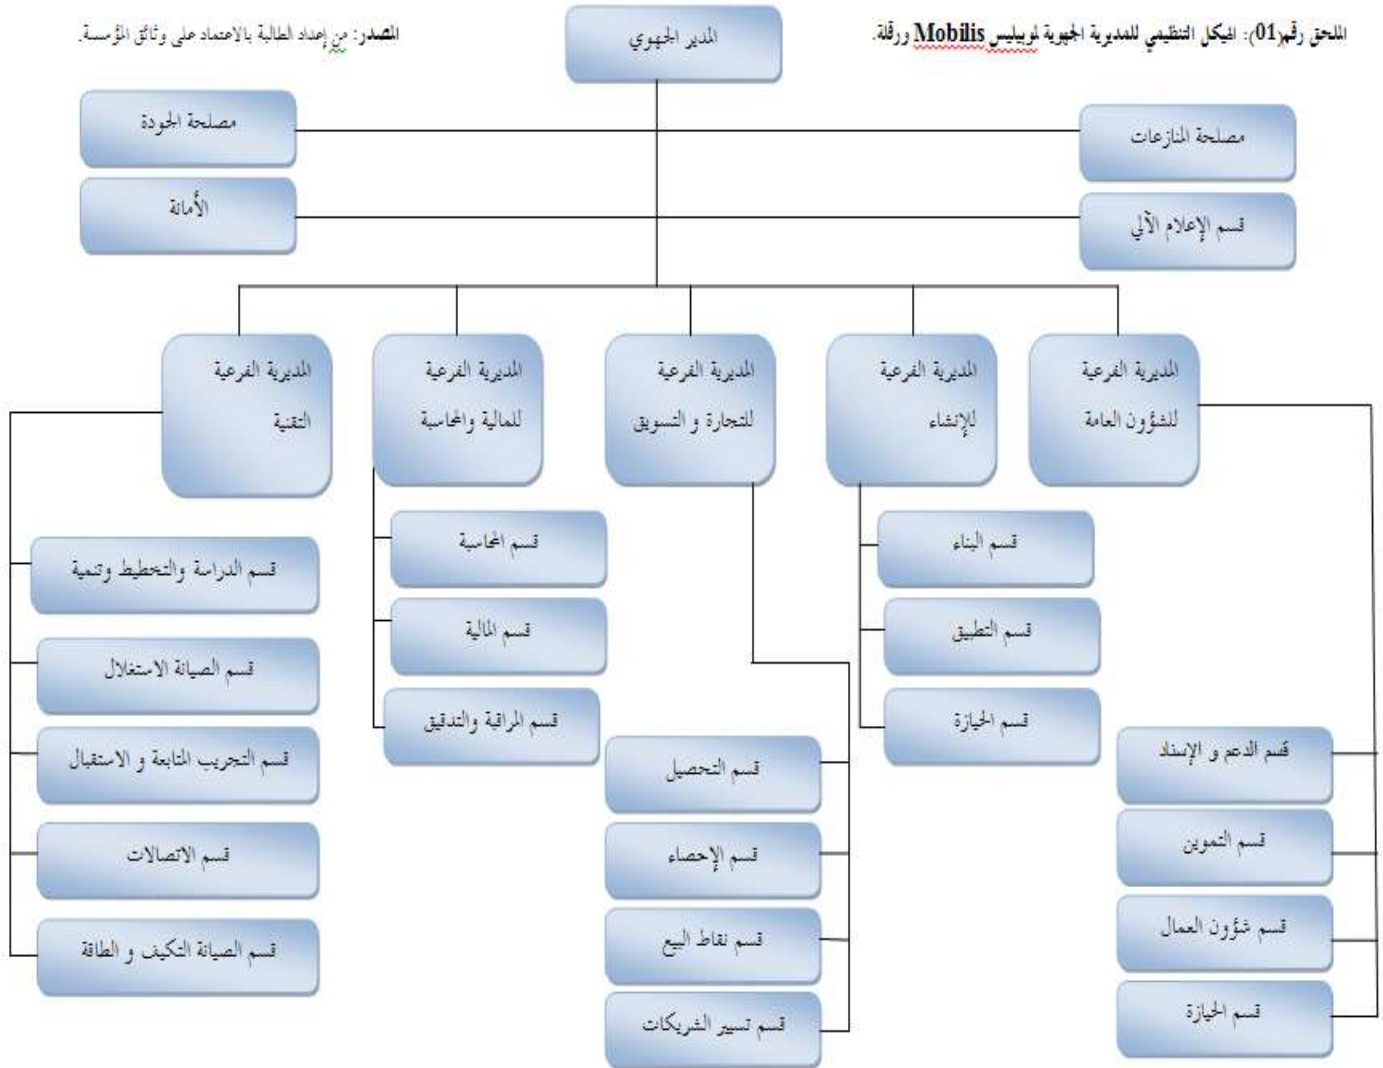 الملحق رقم(01): الهيكل التنظيمي للمديرية الجهوية لموبيليس Mobilis ورقلة.
المصدر: من إعداد الطالبة بالاعتماد على وثائق المؤسسة.
المدير الجهوي
مصلحة المنازعات
مصلحة الجودة
قسم الإعلام الآلي
الأمانة
المديرية الفرعية
للشؤون العامة
المديرية الفرعية
للإنشاء
المديرية الفرعية
للتجارة و التسويق
المديرية الفرعية
للمالية والمحاسبة
المديرية الفرعية
التقنية
قسم الدعم و الإسناد
قسم التموين
قسم شؤون العمال
قسم الحيازة
قسم البناء
قسم التطبيق
قسم الحيازة
قسم التحصيل
قسم الإحصاء
قسم نقاط البيع
قسم تسيير الشريكات
قسم المحاسبة
قسم المالية
قسم المراقبة والتدقيق
قسم الدراسة والتخطيط وتنمية
قسم الصيانة الاستغلال
قسم التجريب المتابعة و الاستقبال
قسم الاتصالات
قسم الصيانة التكيف و الطاقة